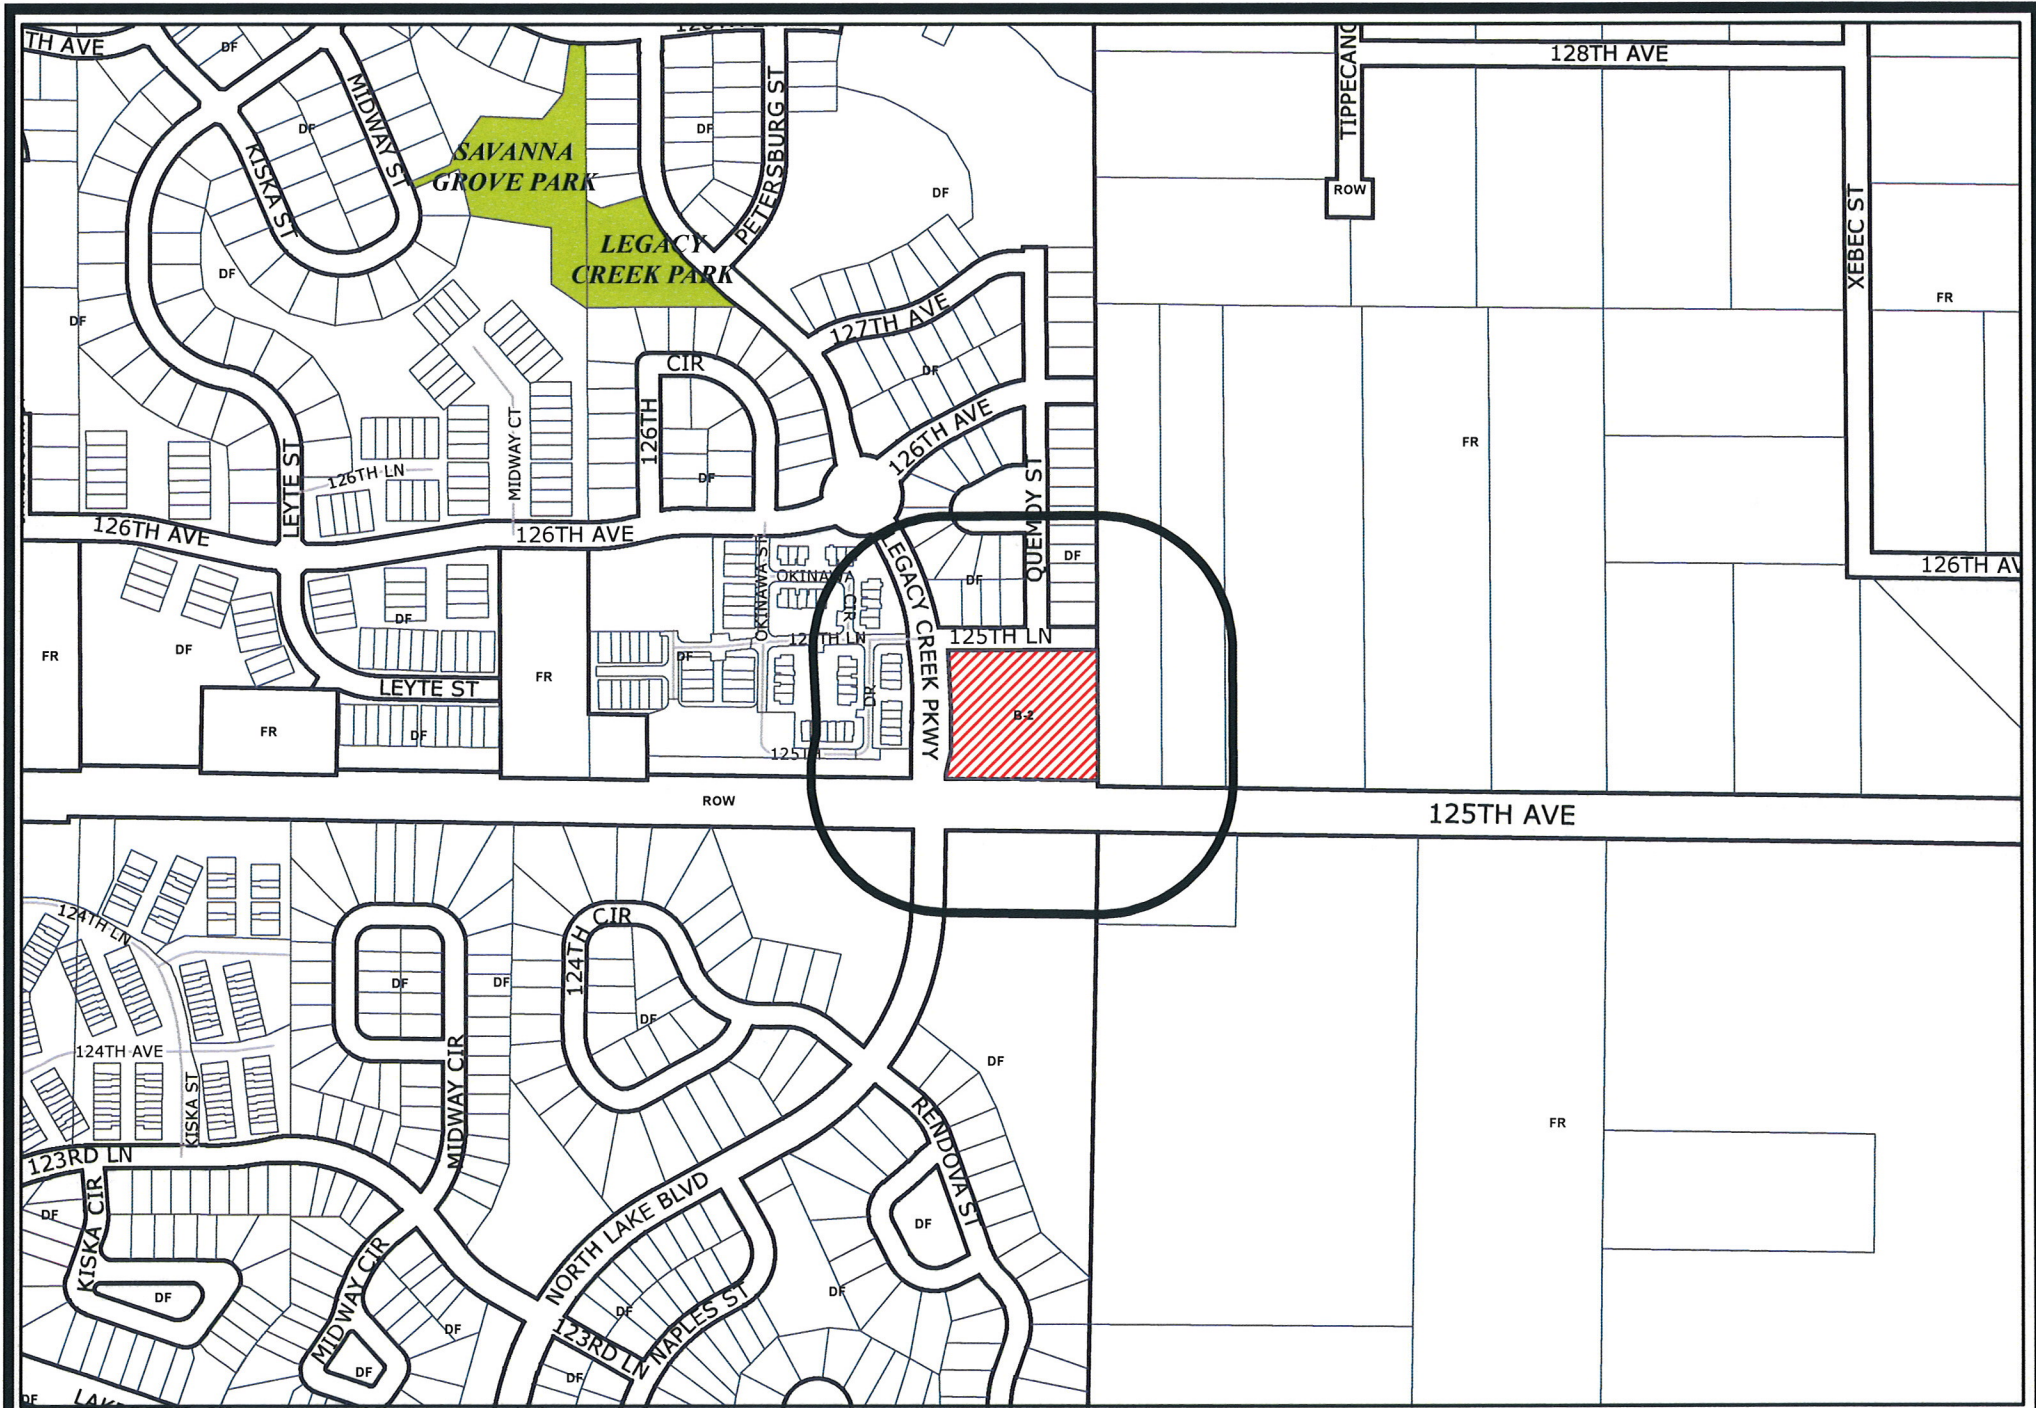 TH AVE
DF
128TH AVE
TIPPECANO
MIDWAY ST
DF
KISKA ST
SAVANNA
GROVE PARK
DF
PETERSBURG ST
DF
ROW
XEBEC ST
LEGACY
CREEK PARK
DF
DF
FR
127TH AVE
CIR
DF
126TH
126TH AVE
MIDWAY CT
FR
LEYTE ST
126TH LN
DF
QUEMOY ST
126TH AVE
126TH AVE
OKINAWA ST
OKINAWA
CIR
LEGACY CREEK PKWY
DF
DF
126TH AV
DF
125TH LN
FR
DF
FR
DF
LEYTE ST
DR
B-2
FR
DF
125TH
ROW
125TH AVE
124TH LN
CIR
124TH
DF
DF
DF
124TH AVE
KISKA ST
MIDWAY CIR
DF
RENDOVA ST
FR
123RD LN
KISKA CIR
DF
NORTH LAKE BLVD
DF
MIDWAY CIR
DF
DF
DF
DF
NAPLES ST
123RD LN
DF
DF
DF